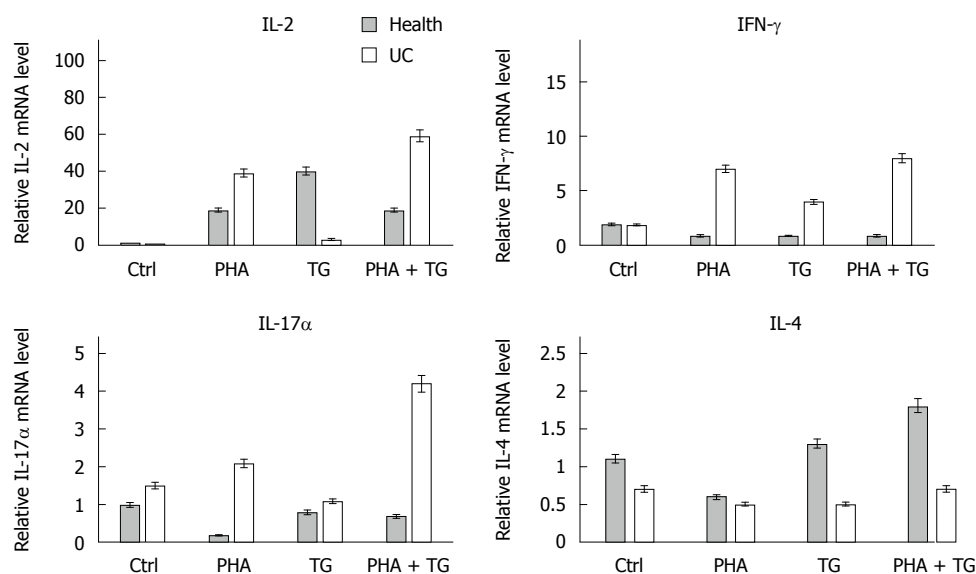 IL-2
Health
UC
Relative IL-2 mRNA level
100
80
60
40
20
0
Ctrl PHA TG PHA + TG
IFN-γ
Relative IFN-γ mRNA level
15
10
5
0
Ctrl PHA TG PHA + TG
IL-17α
Relative IL-17α mRNA level
5
4
3
2
1
0
Ctrl PHA TG PHA + TG
IL-4
Relative IL-4 mRNA level
2.5
2
1.5
1
0.5
0
Ctrl PHA TG PHA + TG